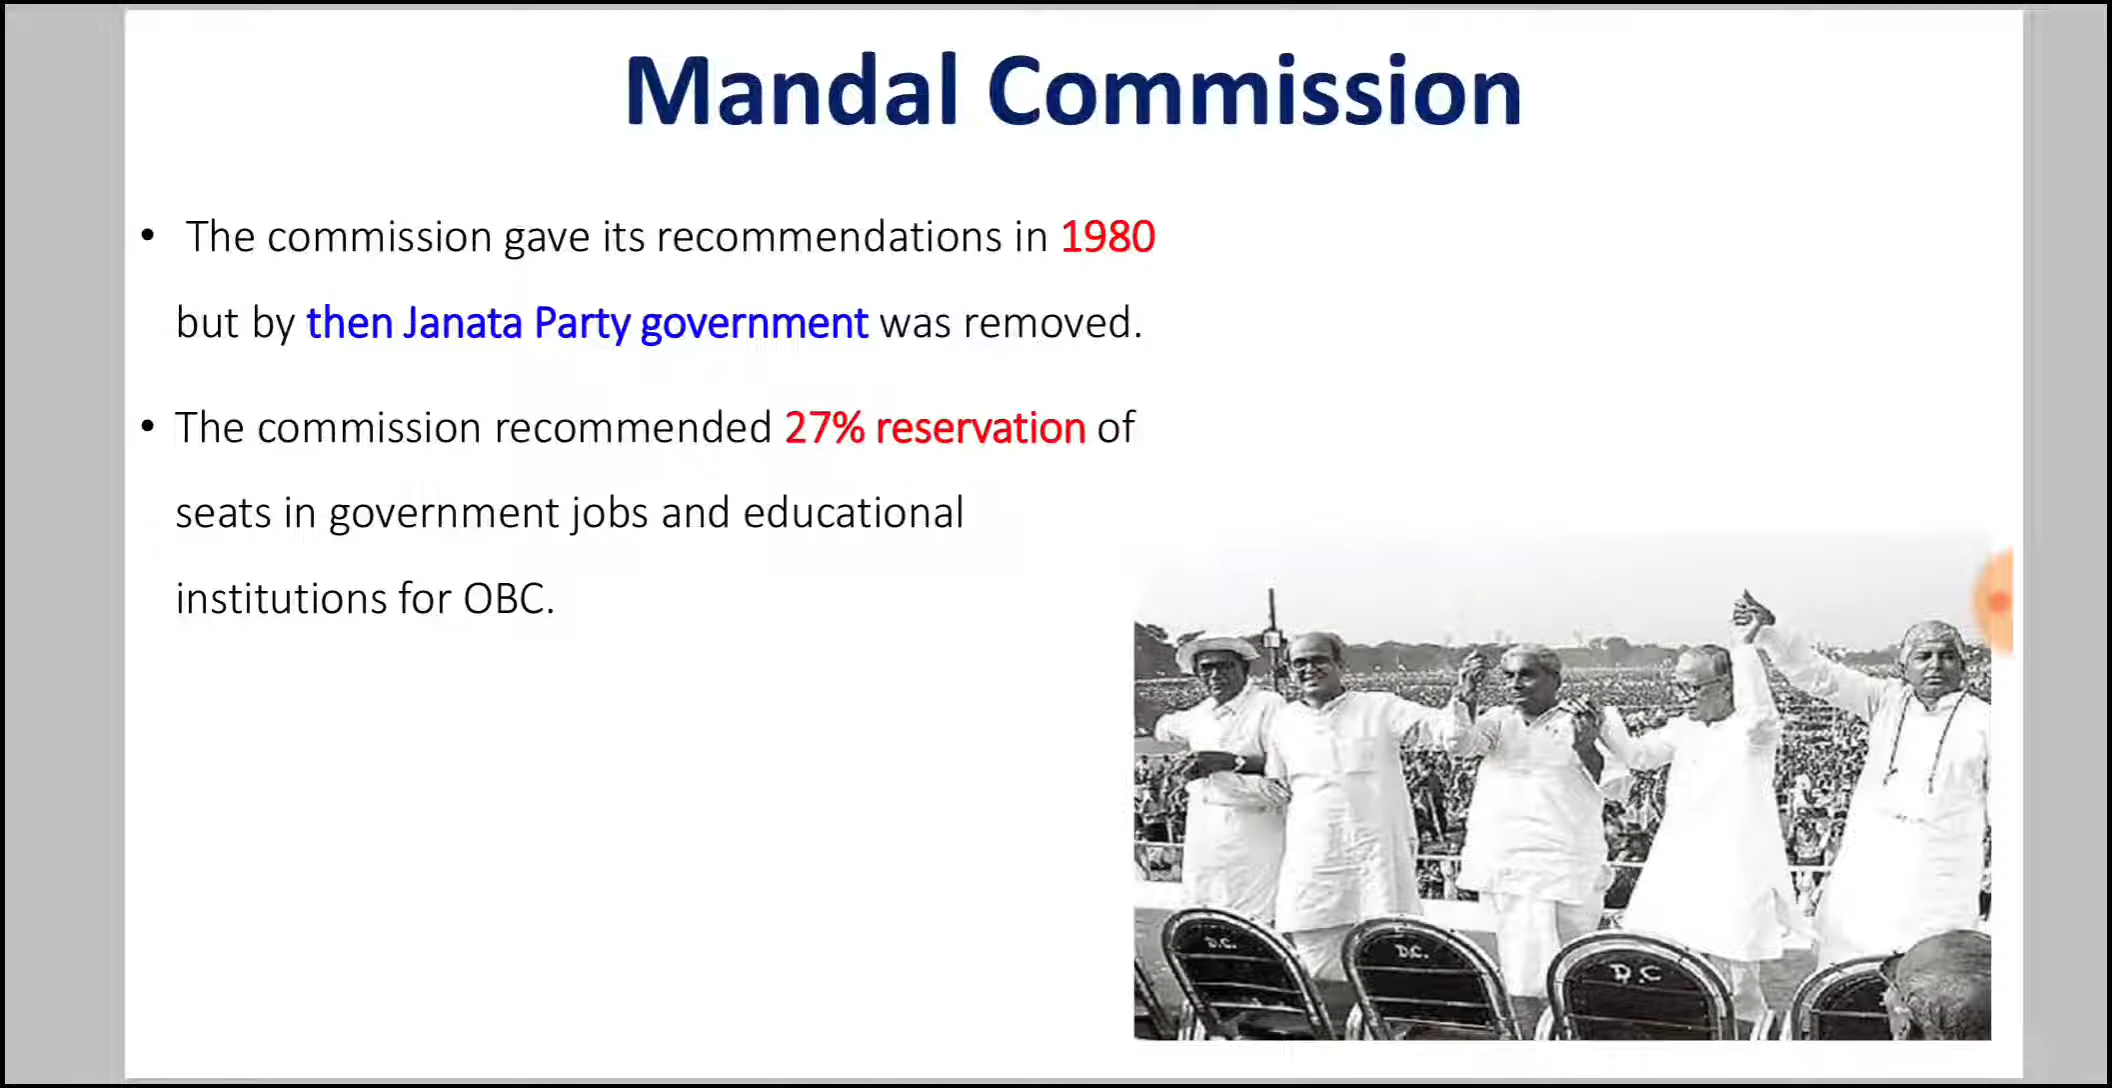 Mandal Commission
• The commission gave its recommendations in 1980
but by then Janata Party government was removed.
• The commission recommended 27% reservation of
seats in government jobs and educational
institutions for OBC.
D.C.
D.C.
D.C